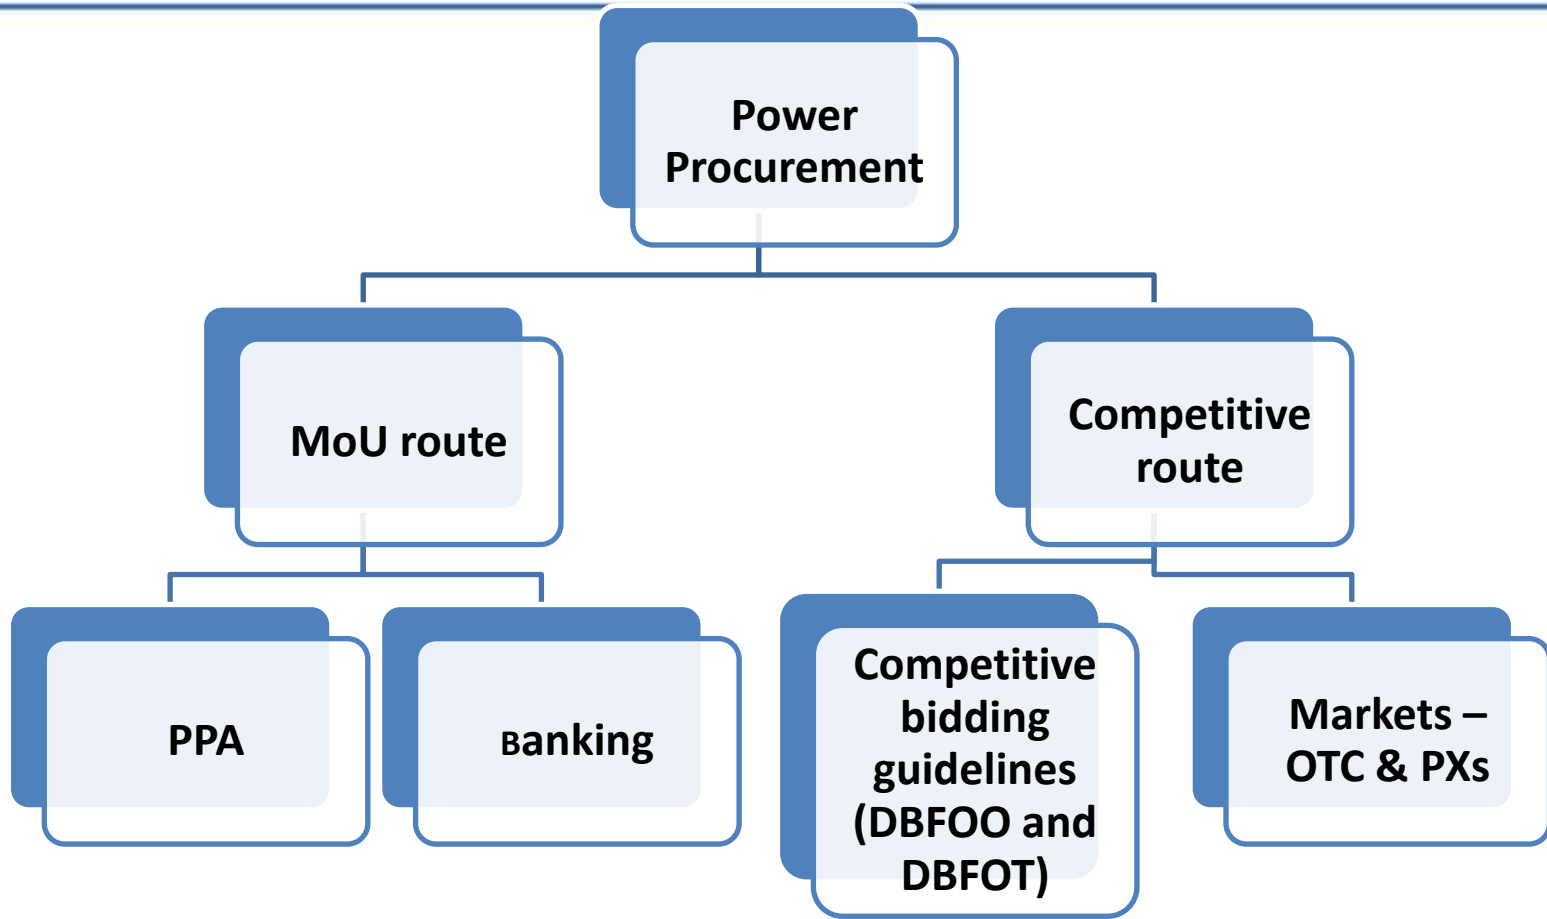 Power
Procurement
MoU route
Competitive
route
PPA
Banking
Competitive
bidding
guidelines
(DBFOO and
DBFOT)
Markets –
OTC & PXs